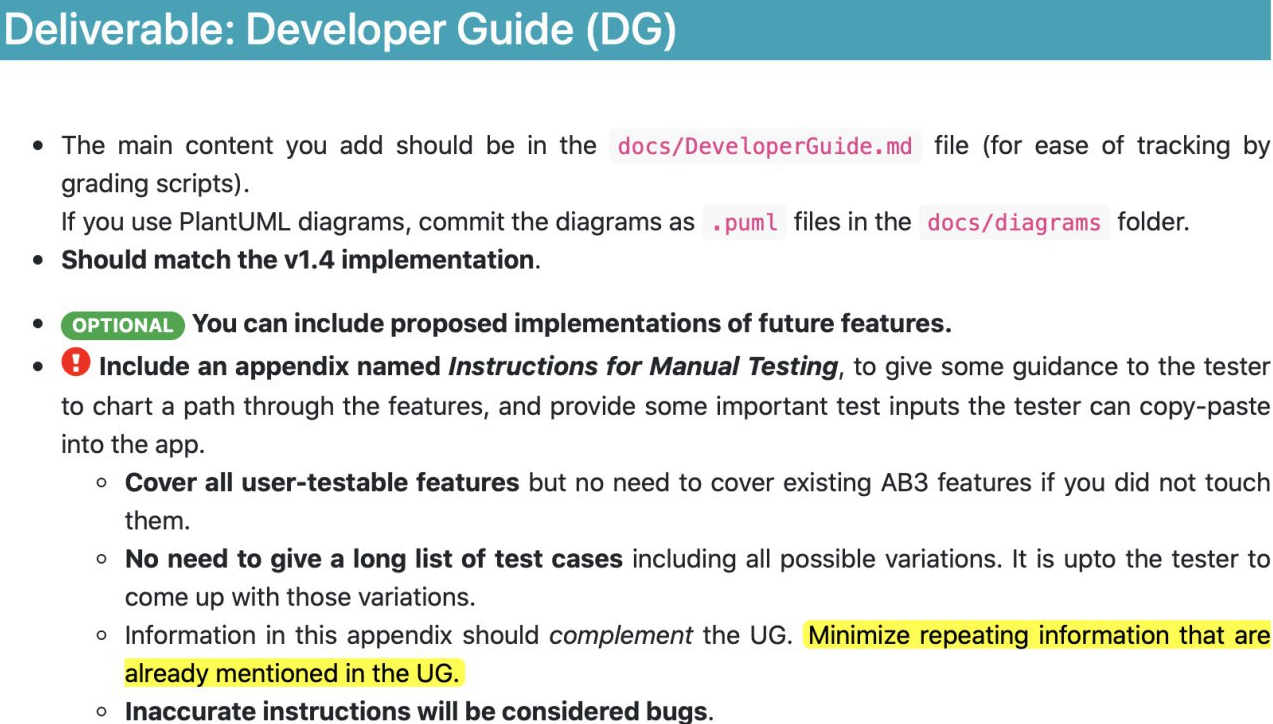 Deliverable: Developer Guide (DG)
• The main content you add should be in the docs/DeveloperGuide.md file (for ease of tracking by
grading scripts).
If you use PlantUML diagrams, commit the diagrams as .puml files in the docs/diagrams folder.
• Should match the v1.4 implementation.
• OPTIONAL You can include proposed implementations of future features.
• ! Include an appendix named Instructions for Manual Testing, to give some guidance to the tester
to chart a path through the features, and provide some important test inputs the tester can copy-paste
into the app.
◦ Cover all user-testable features but no need to cover existing AB3 features if you did not touch
them.
◦ No need to give a long list of test cases including all possible variations. It is upto the tester to
come up with those variations.
◦ Information in this appendix should complement the UG. Minimize repeating information that are
already mentioned in the UG.
◦ Inaccurate instructions will be considered bugs.